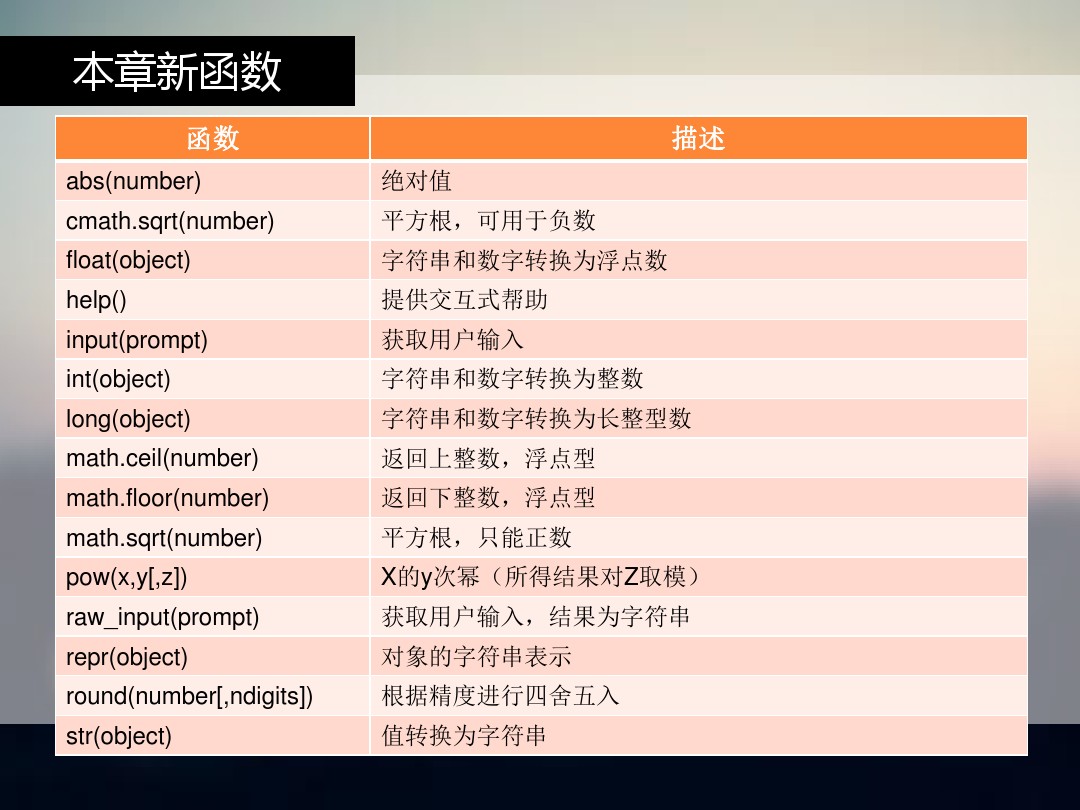 本章新函数
函数 描述
abs(number) 绝对值
cmath.sqrt(number) 平方根，可用于负数
float(object) 字符串和数字转换为浮点数
help() 提供交互式帮助
input(prompt) 获取用户输入
int(object) 字符串和数字转换为整数
long(object) 字符串和数字转换为长整型数
math.ceil(number) 返回上整数，浮点型
math.floor(number) 返回下整数，浮点型
math.sqrt(number) 平方根，只能正数
pow(x,y[,z]) X的y次幂（所得结果对Z取模）
raw_input(prompt) 获取用户输入，结果为字符串
repr(object) 对象的字符串表示
round(number[,ndigits]) 根据精度进行四舍五入
str(object) 值转换为字符串